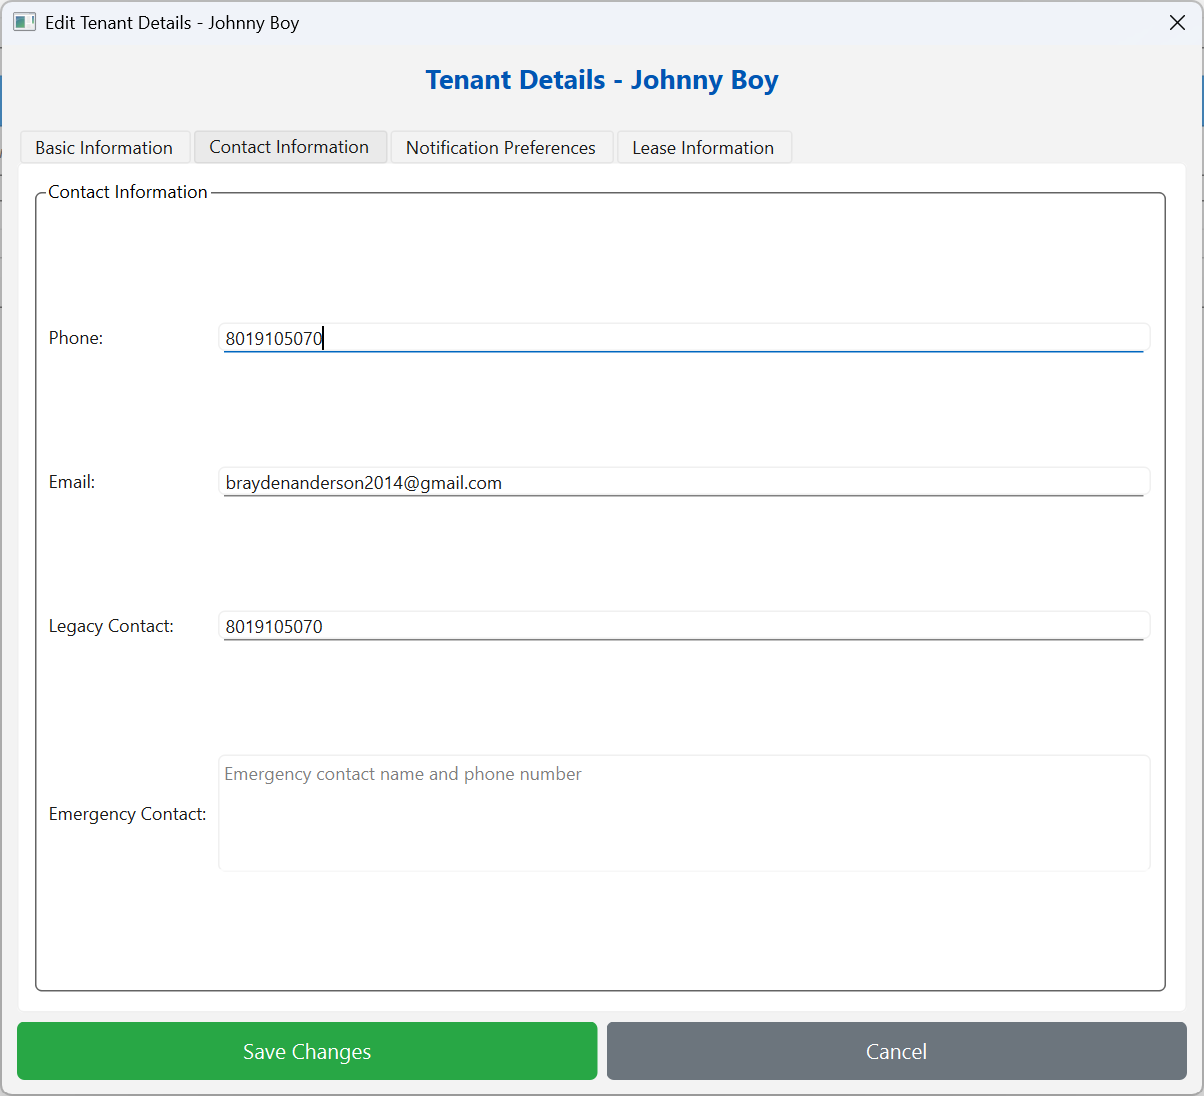 Edit Tenant Details - Johnny Boy
Tenant Details - Johnny Boy
Basic Information
Contact Information
Notification Preferences
Lease Information
Contact Information
Phone:
8019105070
Email:
braydenanderson2014@gmail.com
Legacy Contact:
8019105070
Emergency Contact:
Emergency contact name and phone number
Save Changes
Cancel